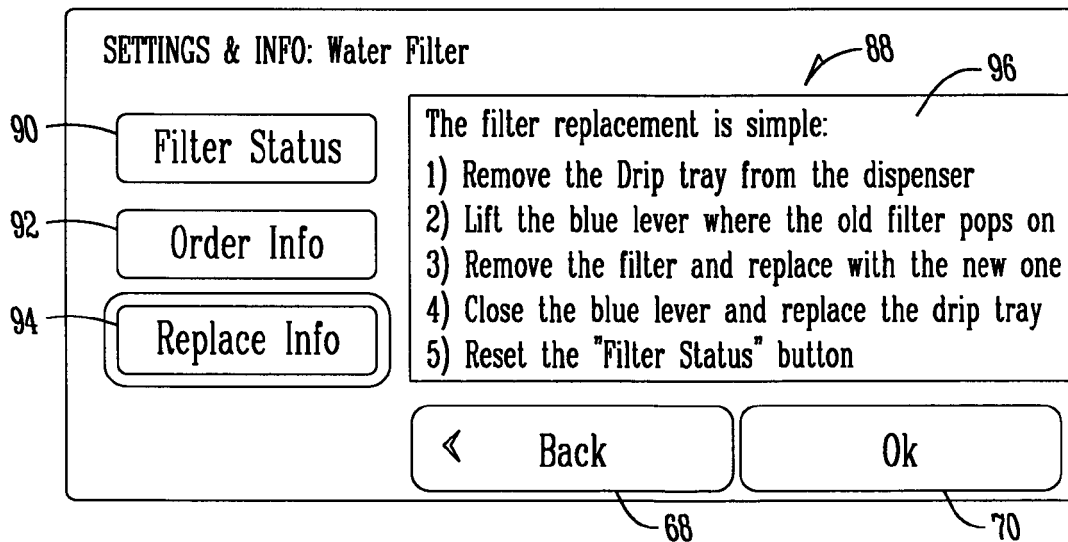 SETTINGS & INFO: Water Filter
88
96
90
Filter Status
The filter replacement is simple:
1) Remove the Drip tray from the dispenser
2) Lift the blue lever where the old filter pops on
3) Remove the filter and replace with the new one
4) Close the blue lever and replace the drip tray
5) Reset the "Filter Status" button
92
Order Info
94
Replace Info
< Back
Ok
68
70